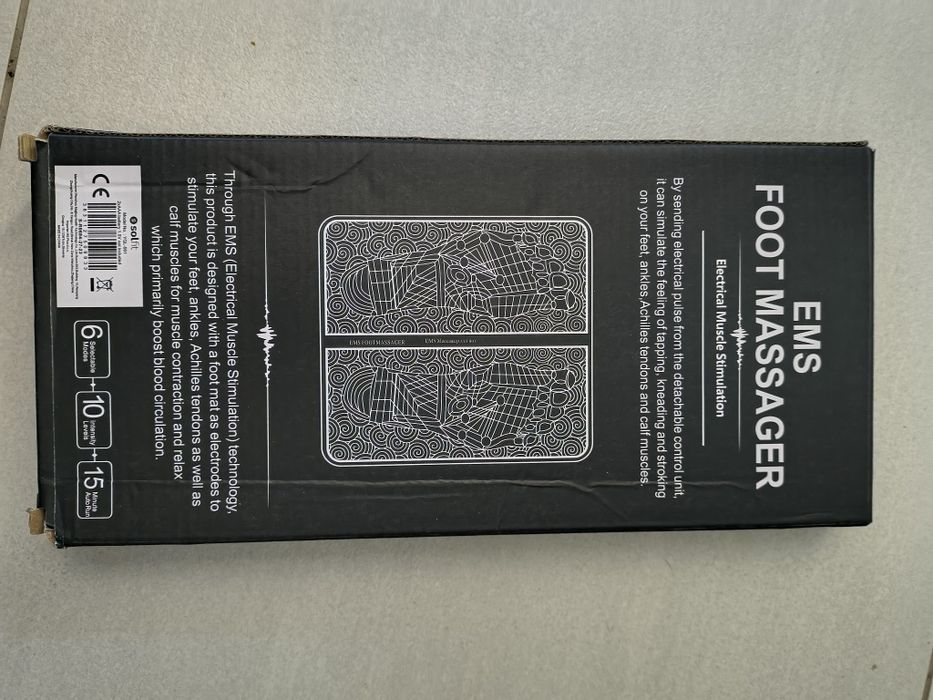 EMS
FOOT MASSAGER
Electrical Muscle Stimulation
By sending electrical pulse from the detachable control unit,
it can simulate the feeling of tapping, kneading and stroking
on your feet, ankles,Achilles tendons and calf muscles.
EMS FOOT MASSAGER
Through EMS (Electrical Muscle Stimulation) technology,
this product is designed with a foot mat as electrodes to
stimulate your feet, ankles, Achilles tendons as well as
calf muscles for muscle contraction and relax
which primarily boost blood circulation.
solfit
CE
6 Selectable Modes
10 Intensity Levels
15 Minute Auto Run